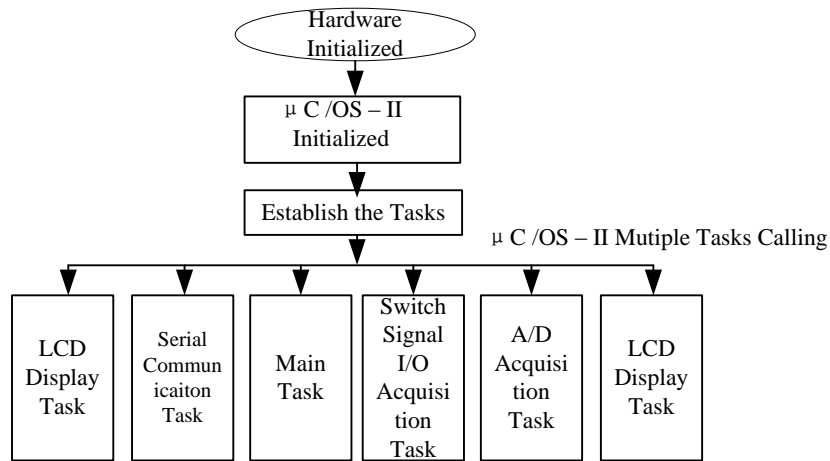 Hardware
Initialized
μ C /OS – II
Initialized
Establish the Tasks
μ C /OS – II Mutiple Tasks Calling
LCD
Display
Task
Serial
Commun
icaiton
Task
Main
Task
Switch
Signal
I/O
Acquisi
tion
Task
A/D
Acquisi
tion
Task
LCD
Display
Task